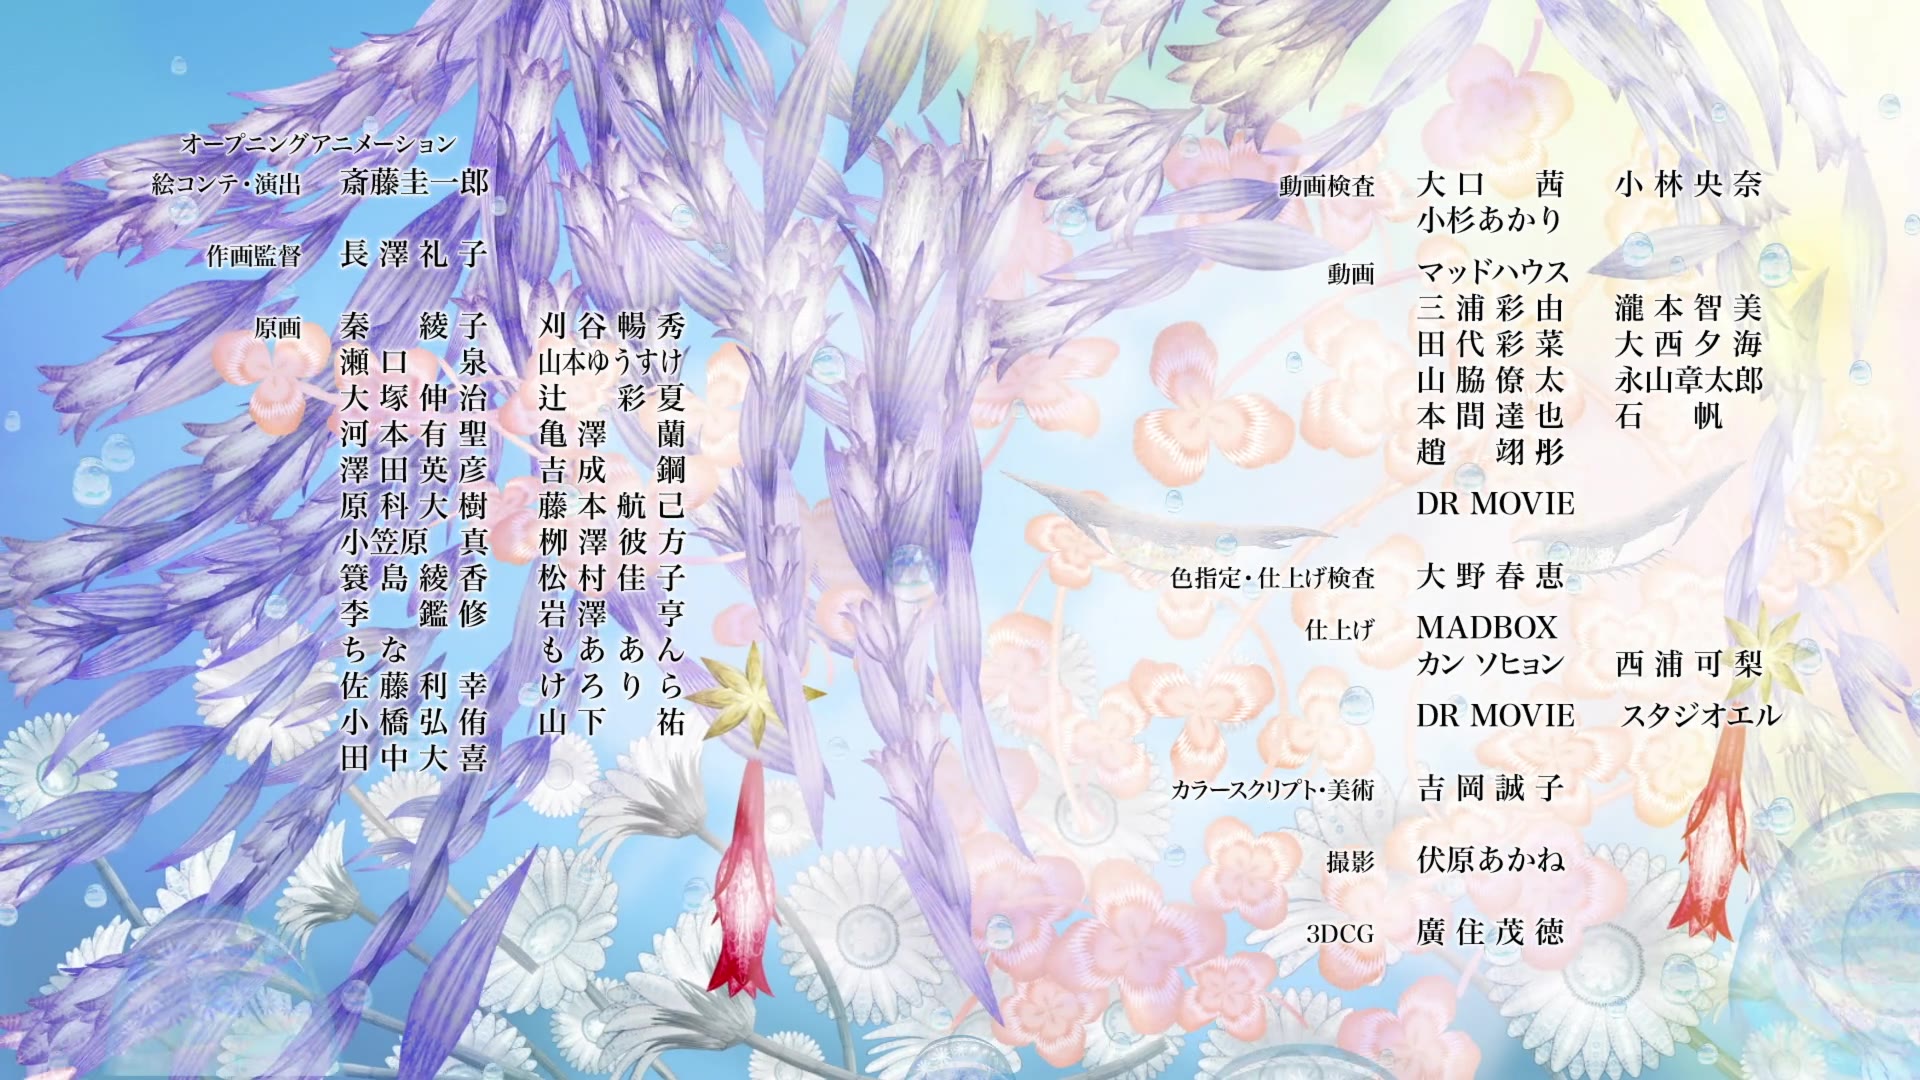 オープニングアニメーション
絵コンテ・演出 斎藤圭一郎
作画監督 長澤礼子
原画 秦 綾子 刈谷暢秀
瀬口 泉 山本ゆうすけ
大塚伸治 辻 彩夏
河本有聖 亀澤 蘭
澤田英彦 吉成 鋼
原科大樹 藤本航己
小笠原 真 栁澤彼方
簑島綾香 松村佳子
李 鑑修 岩澤 亨
ちな もああん
佐藤利幸 けろりら
小橋弘侑 山下 祐
田中大喜
動画検査 大口 茜 小林央奈
小杉あかり
動画 マッドハウス
三浦彩由 瀧本智美
田代彩菜 大西夕海
山脇僚太 永山章太郎
本間達也 石 帆
趙 翊彤
DR MOVIE
色指定・仕上げ検査 大野春恵
仕上げ MADBOX
カン ソヒョン 西浦可梨
DR MOVIE スタジオエル
カラースクリプト・美術 吉岡誠子
撮影 伏原あかね
3DCG 廣住茂徳